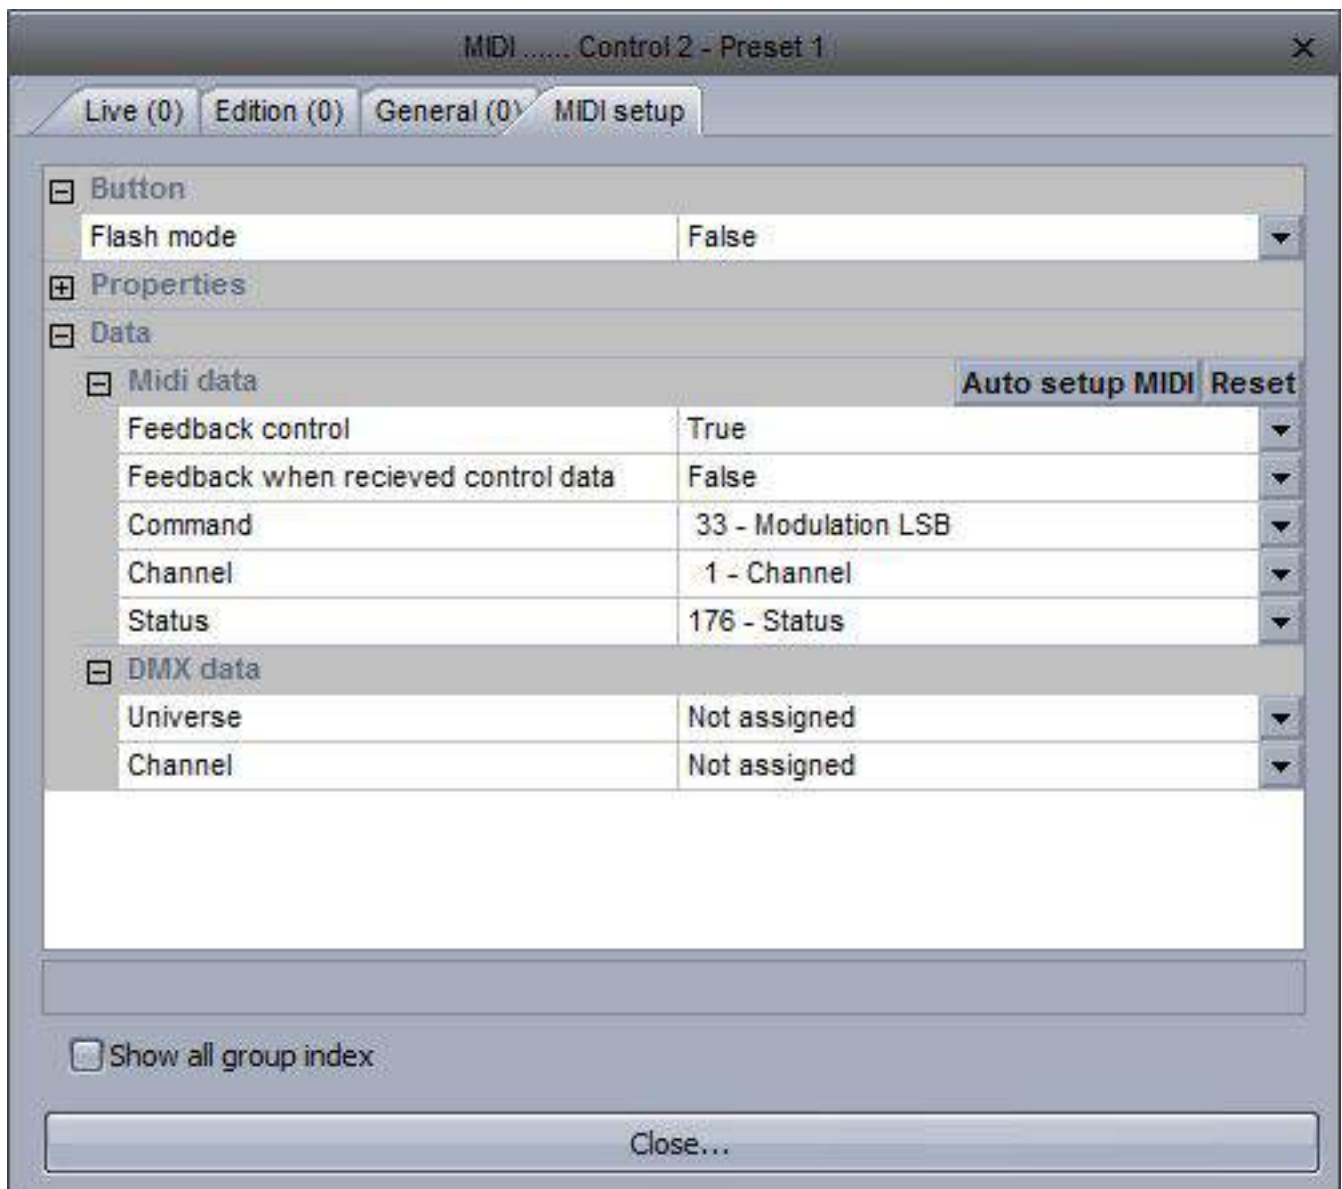 MIDI ...... Control 2 - Preset 1
Live (0) Edition (0) General (0) MIDI setup
Button
Flash mode False
Properties
Data
Midi data Auto setup MIDI Reset
Feedback control True
Feedback when recieved control data False
Command 33 - Modulation LSB
Channel 1 - Channel
Status 176 - Status
DMX data
Universe Not assigned
Channel Not assigned
Show all group index
Close...